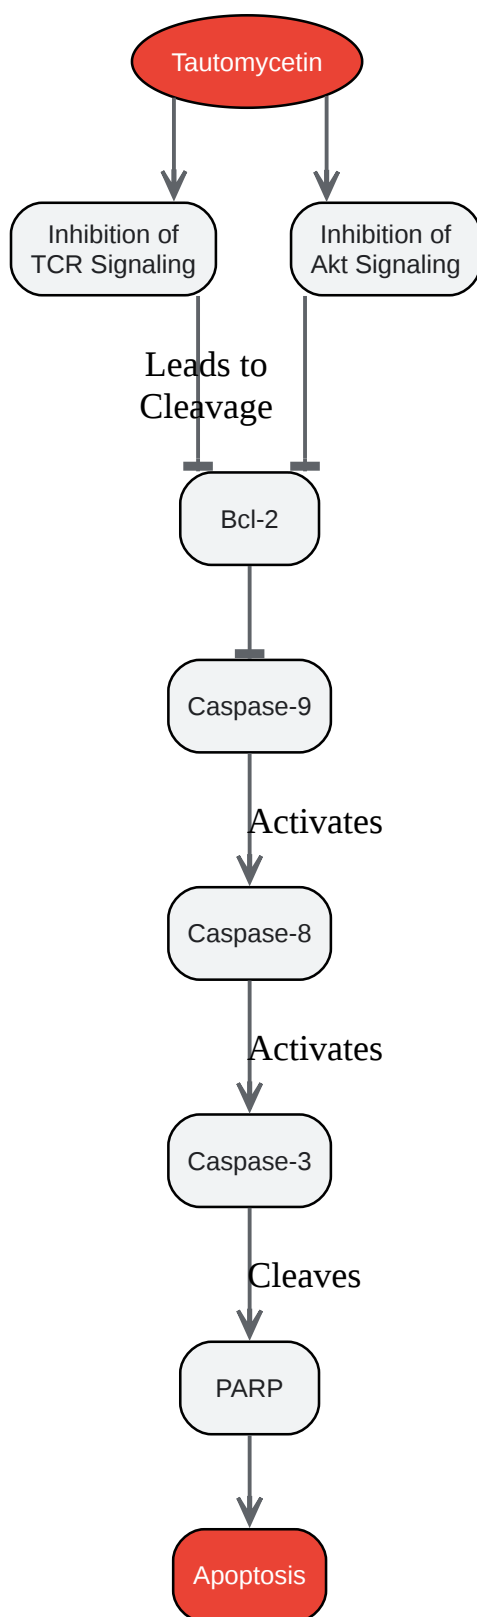 Tautomycetin
Inhibition of
TCR Signaling
Inhibition of
Akt Signaling
Leads to
Cleavage
Bcl-2
Caspase-9
Activates
Caspase-8
Activates
Caspase-3
Cleaves
PARP
Apoptosis